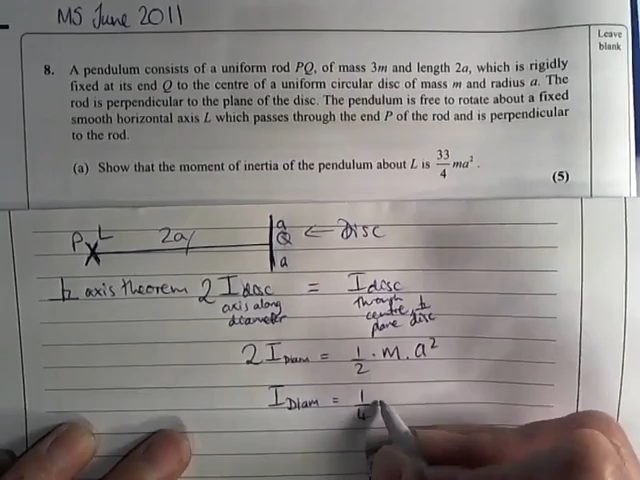 MS June 2011
Leave
blank
8. A pendulum consists of a uniform rod PQ, of mass 3m and length 2a, which is rigidly
fixed at its end Q to the centre of a uniform circular disc of mass m and radius a. The
rod is perpendicular to the plane of the disc. The pendulum is free to rotate about a fixed
smooth horizontal axis L which passes through the end P of the rod and is perpendicular
to the rod.
(a) Show that the moment of inertia of the pendulum about L is 33/4 ma².
(5)
P L 2a a Q ← Disc
a
⊥ axis theorem 2 I disc = I disc
axis along diameter through centre, ⊥ plane disc
2 I Diam = 1/2 · m · a²
I Diam = 1/4